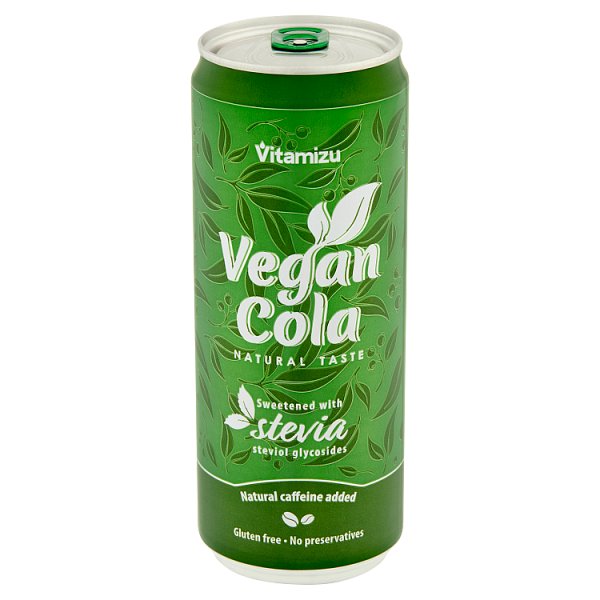 Vitamizu
Vegan
Cola
NATURAL TASTE
Sweetened with
stevia
steviol glycosides
Natural caffeine added
Gluten free • No preservatives